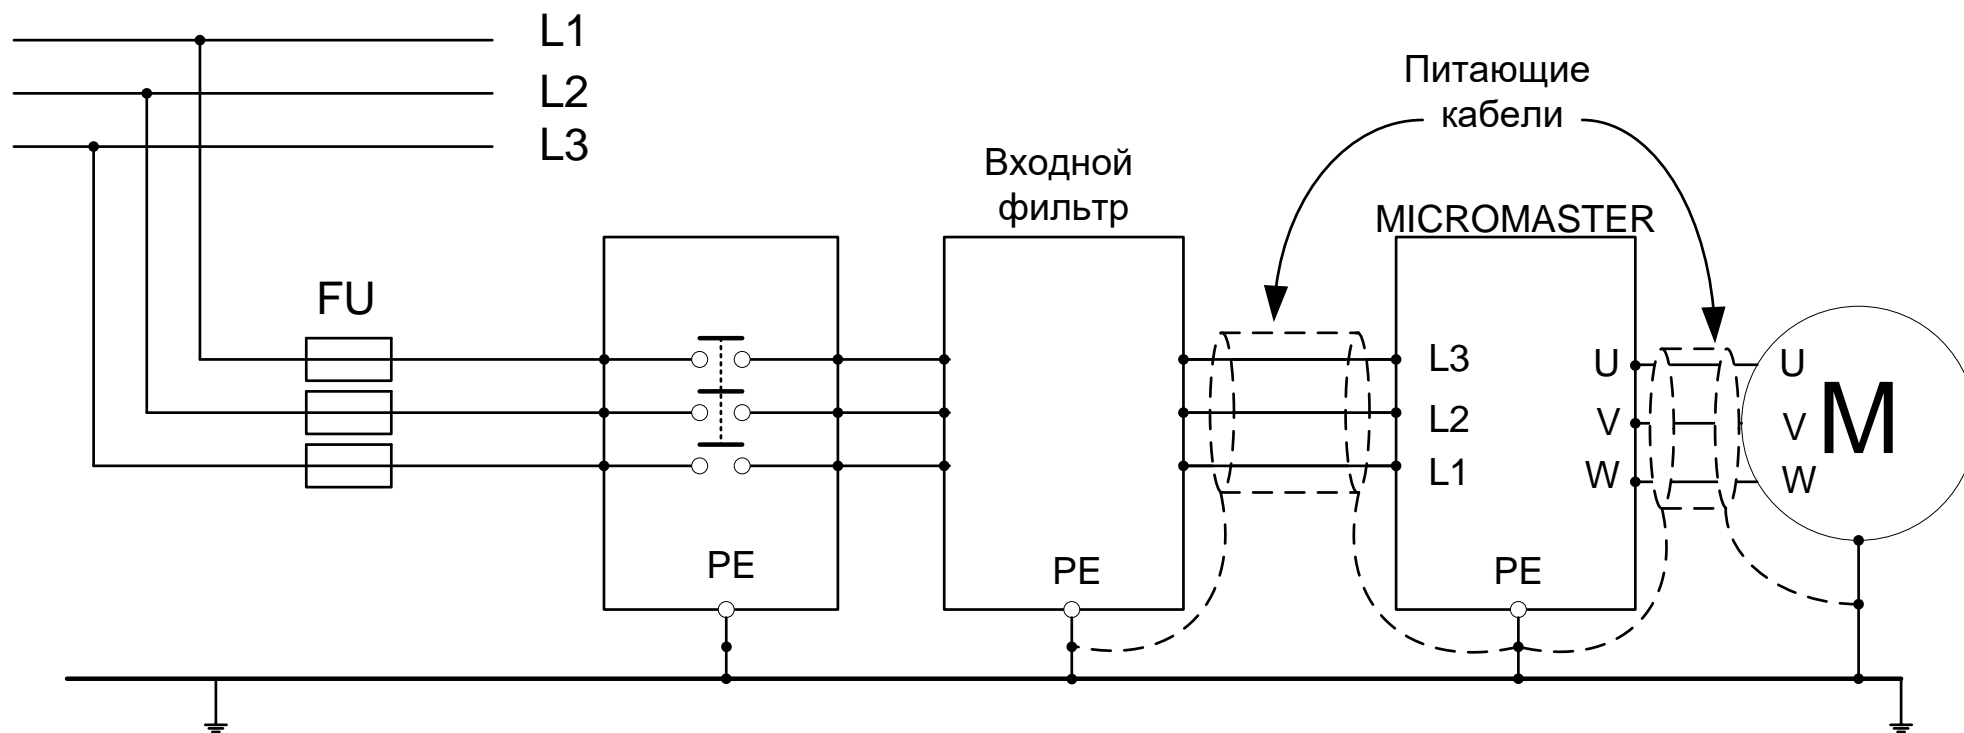 L1
L2
L3
Питающие
кабели
Входной
фильтр
MICROMASTER
FU
L3
L2
L1
U
V
W
U
V
W
M
PE
PE
PE